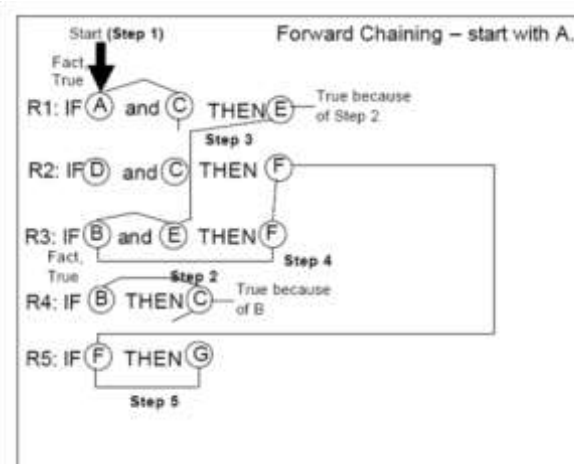 Start (Step 1)
Forward Chaining – start with A.
Fact,
True
R1: IF A and C THEN E
True because
of Step 2
Step 3
R2: IF D and C THEN F
R3: IF B and E THEN F
Fact,
True
Step 4
Step 2
R4: IF B THEN C
True because
of B
R5: IF F THEN G
Step 5